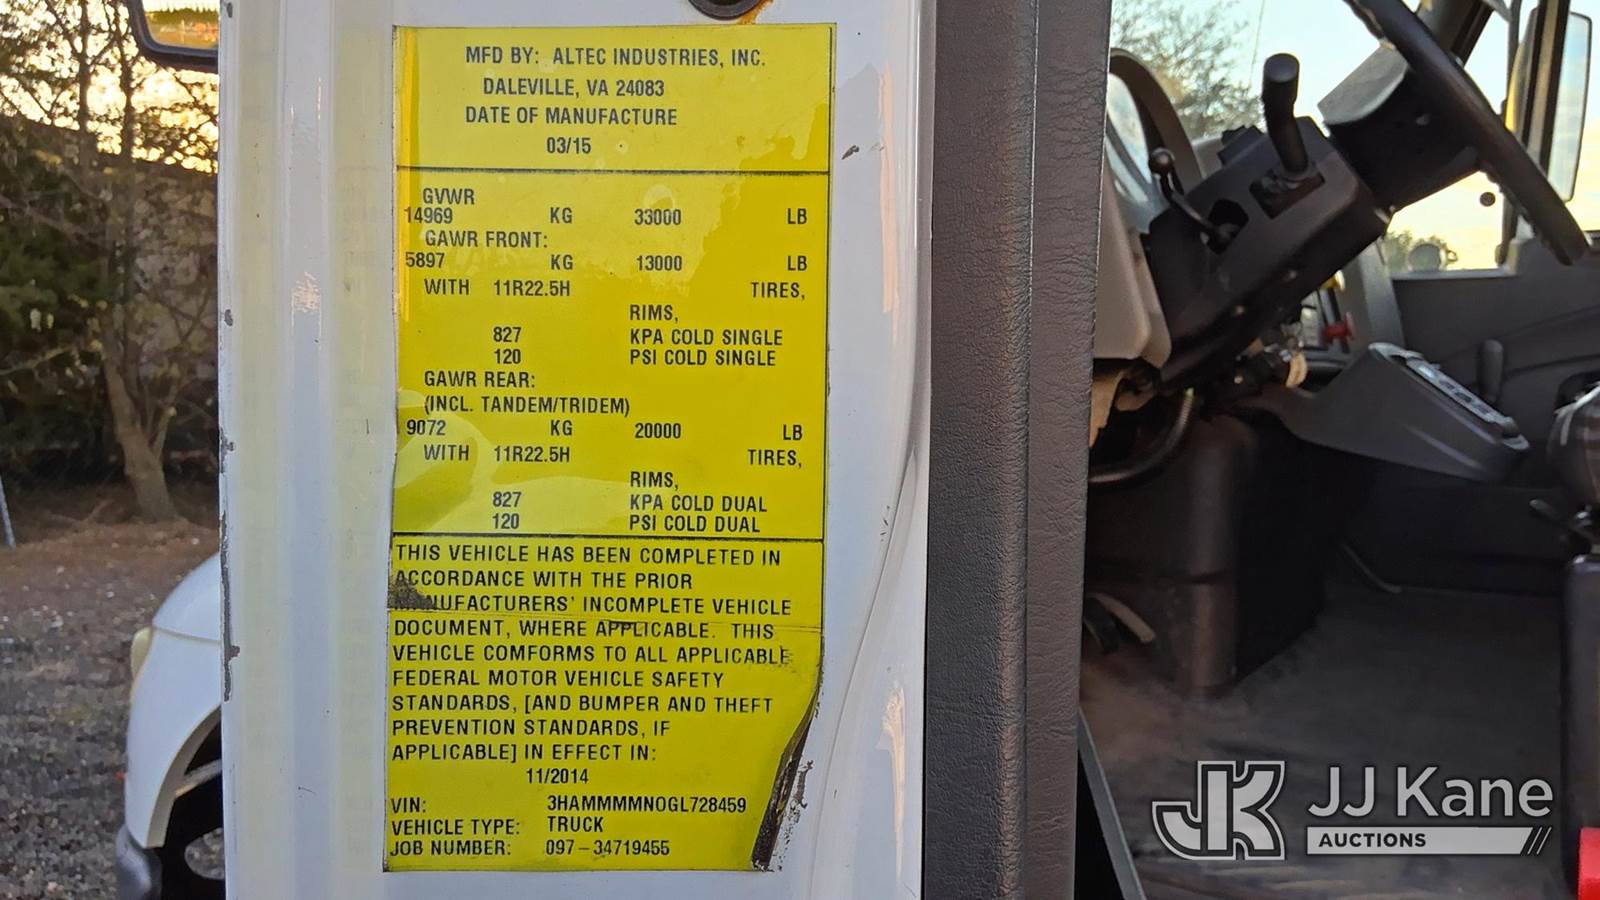 MFD BY: ALTEC INDUSTRIES, INC.
DALEVILLE, VA 24083
DATE OF MANUFACTURE
03/15
GVWR
14969 KG 33000 LB
GAWR FRONT:
5897 KG 13000 LB
WITH 11R22.5H TIRES,
RIMS,
827 KPA COLD SINGLE
120 PSI COLD SINGLE
GAWR REAR:
(INCL. TANDEM/TRIDEM)
9072 KG 20000 LB
WITH 11R22.5H TIRES,
RIMS,
827 KPA COLD DUAL
120 PSI COLD DUAL
THIS VEHICLE HAS BEEN COMPLETED IN
ACCORDANCE WITH THE PRIOR
MANUFACTURERS' INCOMPLETE VEHICLE
DOCUMENT, WHERE APPLICABLE. THIS
VEHICLE COMFORMS TO ALL APPLICABLE
FEDERAL MOTOR VEHICLE SAFETY
STANDARDS, [AND BUMPER AND THEFT
PREVENTION STANDARDS, IF
APPLICABLE] IN EFFECT IN:
11/2014
VIN: 3HAMMMMN0GL728459
VEHICLE TYPE: TRUCK
JOB NUMBER: 097-34719455
JK JJ Kane
AUCTIONS